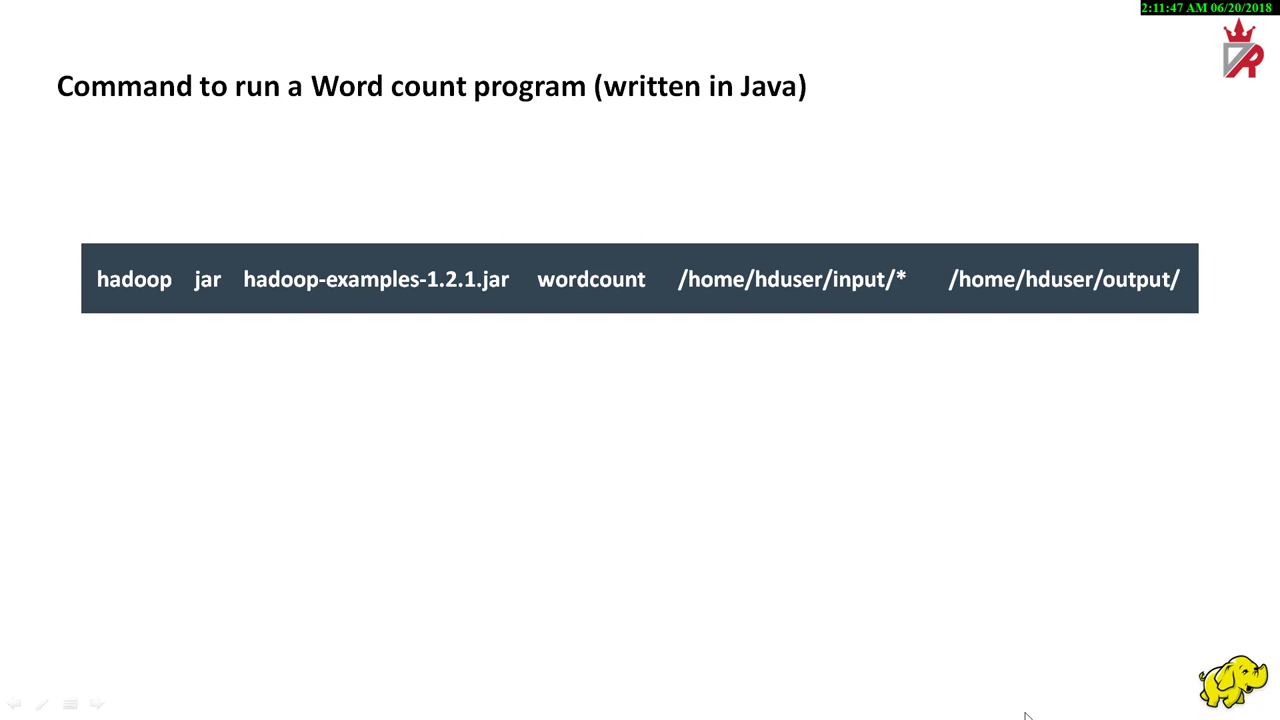 2:11:47 AM 06/20/2018
Command to run a Word count program (written in Java)
hadoop jar hadoop-examples-1.2.1.jar wordcount /home/hduser/input/* /home/hduser/output/